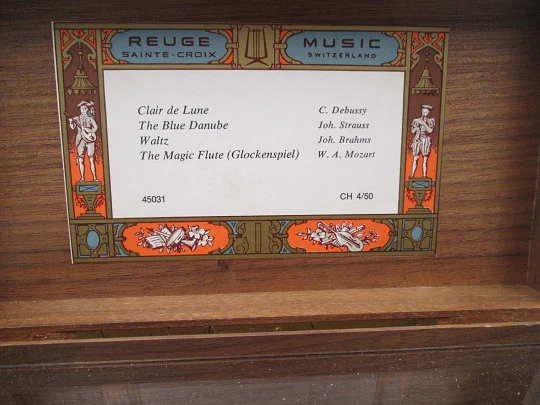 REUGE MUSIC
SAINTE-CROIX SWITZERLAND
Clair de Lune C. Debussy
The Blue Danube Joh. Strauss
Waltz Joh. Brahms
The Magic Flute (Glockenspiel) W. A. Mozart
45031 CH 4/50